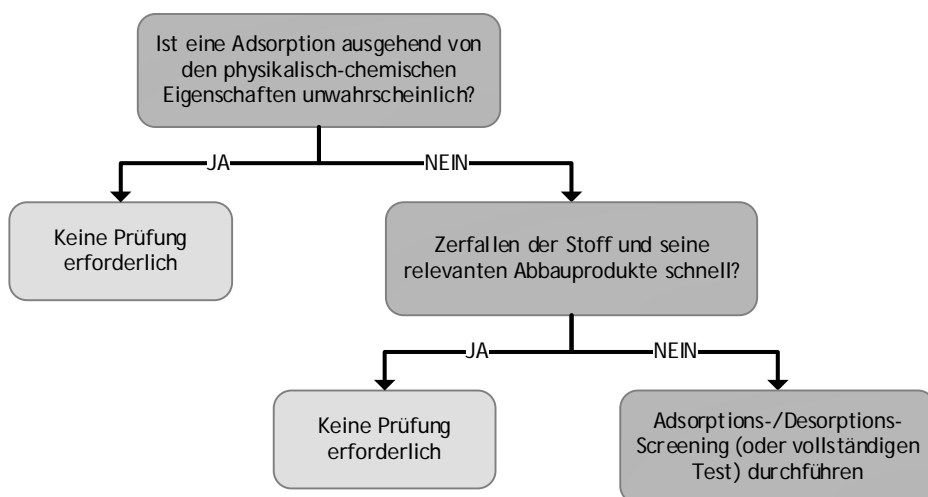 Ist eine Adsorption ausgehend von
den physikalisch-chemischen
Eigenschaften unwahrscheinlich?
JA
NEIN
Keine Prüfung
erforderlich
Zerfallen der Stoff und seine
relevanten Abbauprodukte schnell?
JA
NEIN
Keine Prüfung
erforderlich
Adsorptions-/Desorptions-
Screening (oder vollständigen
Test) durchführen